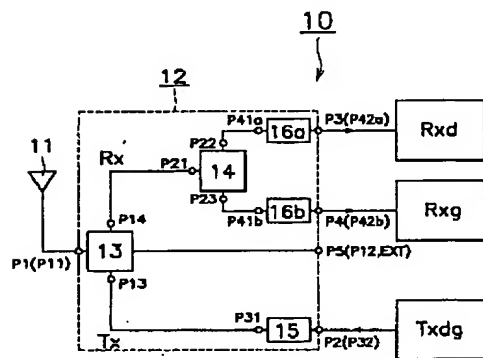 10
12
11
P41a
16a
P3(P42a)
Rxd
P22
Rx
P21
14
P23
P41b
16b
P4(P42b)
Rxg
P14
P1(P11)
13
P5(P12,EXT)
P13
P31
15
Tx
P2(P32)
Txdg